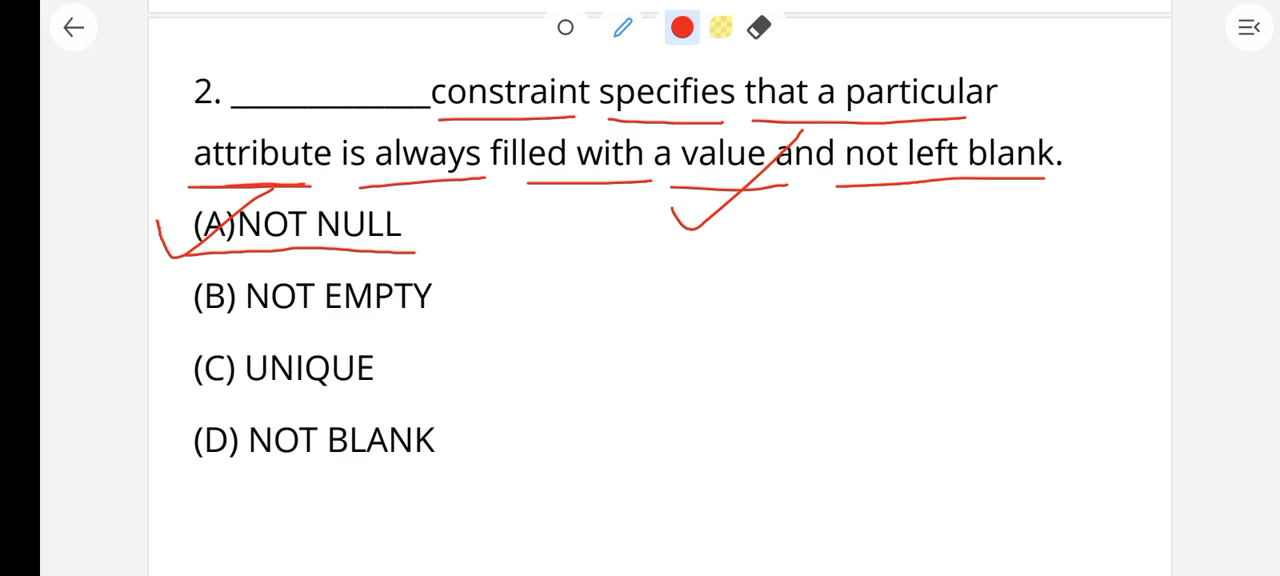 2. _____________constraint specifies that a particular
attribute is always filled with a value and not left blank.
(A)NOT NULL
(B) NOT EMPTY
(C) UNIQUE
(D) NOT BLANK